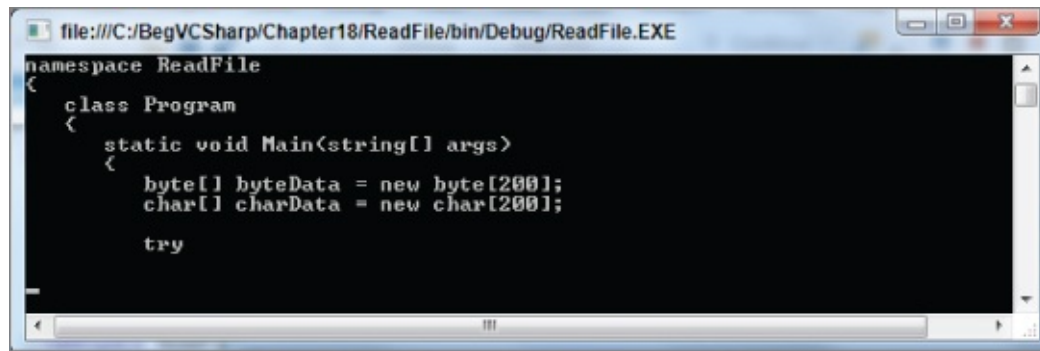 file:///C:/BegVCSharp/Chapter18/ReadFile/bin/Debug/ReadFile.EXE
namespace ReadFile
{
   class Program
   {
      static void Main(string[] args)
      {
         byte[] byteData = new byte[200];
         char[] charData = new char[200];

         try